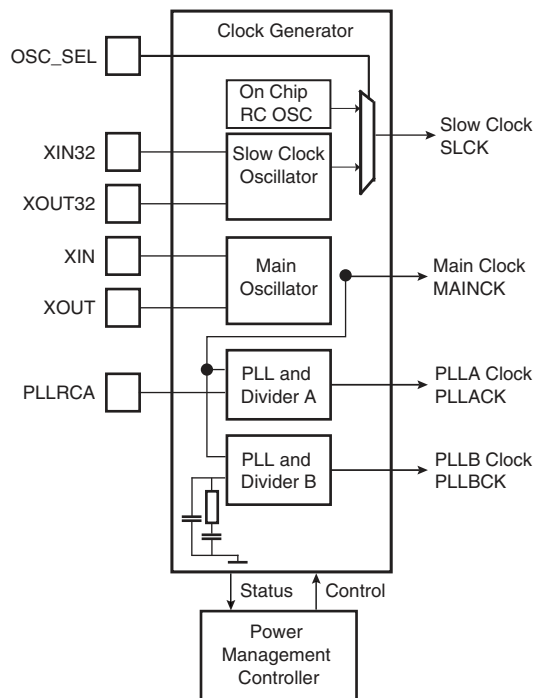 Clock Generator
OSC_SEL
On Chip
RC OSC
XIN32
Slow Clock
Oscillator
XOUT32
Slow Clock
SLCK
XIN
Main
Oscillator
XOUT
Main Clock
MAINCK
PLLRCA
PLL and
Divider A
PLLA Clock
PLLACK
PLL and
Divider B
PLLB Clock
PLLBCK
Status
Control
Power
Management
Controller